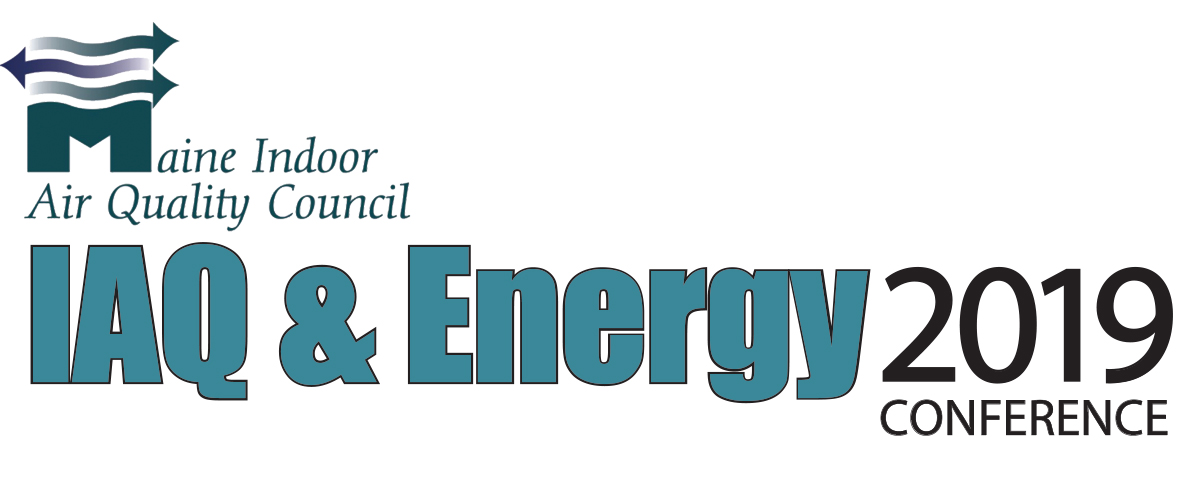 Maine Indoor
Air Quality Council
IAQ & Energy 2019
CONFERENCE